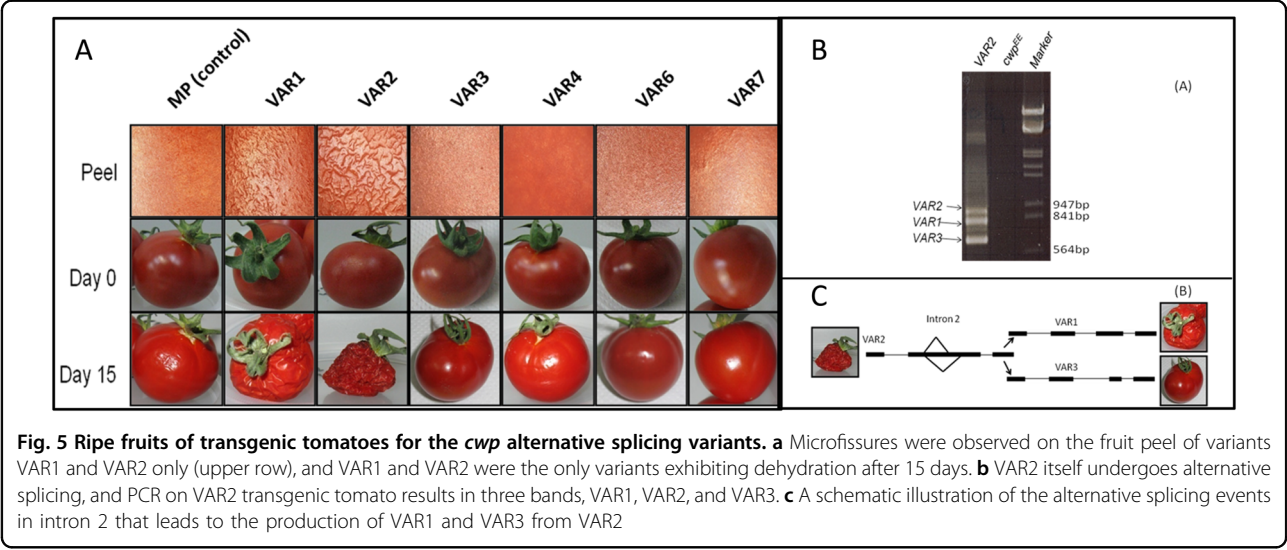 A
MP (control)
VAR1
VAR2
VAR3
VAR4
VAR6
VAR7
Peel
Day 0
Day 15
B
VAR2
cwpEE
Marker
(A)
VAR2
VAR1
VAR3
947bp
841bp
564bp
C
(B)
Intron 2
VAR2
VAR1
VAR3
Fig. 5 Ripe fruits of transgenic tomatoes for the cwp alternative splicing variants. a Microfissures were observed on the fruit peel of variants
VAR1 and VAR2 only (upper row), and VAR1 and VAR2 were the only variants exhibiting dehydration after 15 days. b VAR2 itself undergoes alternative
splicing, and PCR on VAR2 transgenic tomato results in three bands, VAR1, VAR2, and VAR3. c A schematic illustration of the alternative splicing events
in intron 2 that leads to the production of VAR1 and VAR3 from VAR2